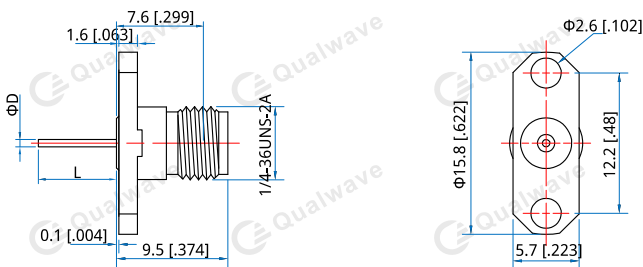 7.6 [.299]
1.6 [.063]
Φ2.6 [.102]
Qualwave
Qualwave
Qualwave
ΦD
1/4-36UNS-2A
Φ15.8 [.622]
12.2 [.48]
L
Qualwave
Qualwave
Qualwave
0.1 [.004]
9.5 [.374]
5.7 [.223]